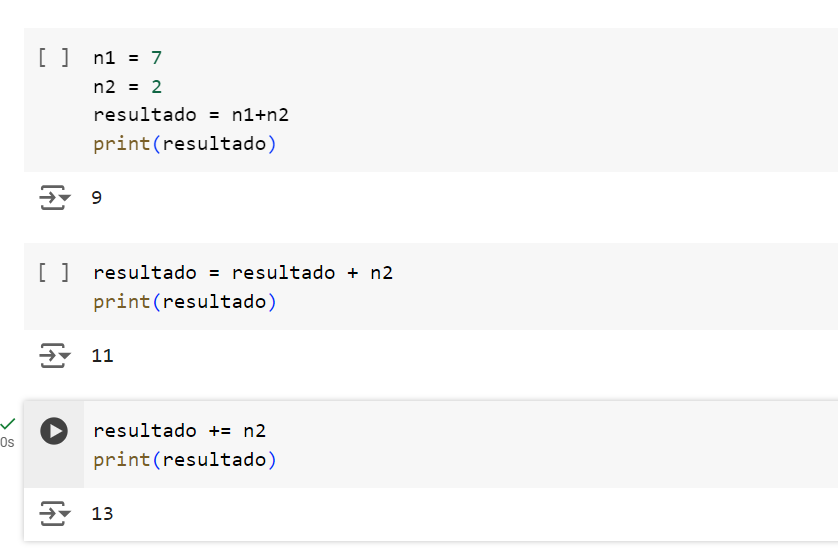 [ ] n1 = 7
n2 = 2
resultado = n1+n2
print(resultado)
9
[ ] resultado = resultado + n2
print(resultado)
11
resultado += n2
0s
print(resultado)
13